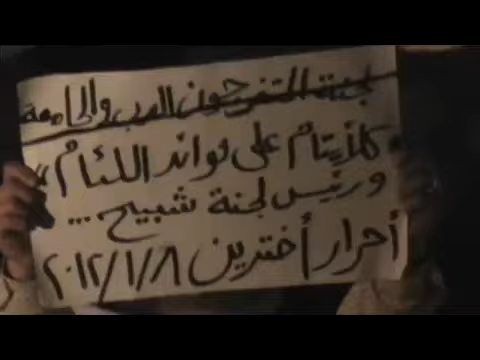 لجنة المتفرجون العرب والجامعة
"كالأيتام على موائد اللئام"
ورئيس لجنة شبيح ...
أحرار أخترين ٢٠١٢/١/٨